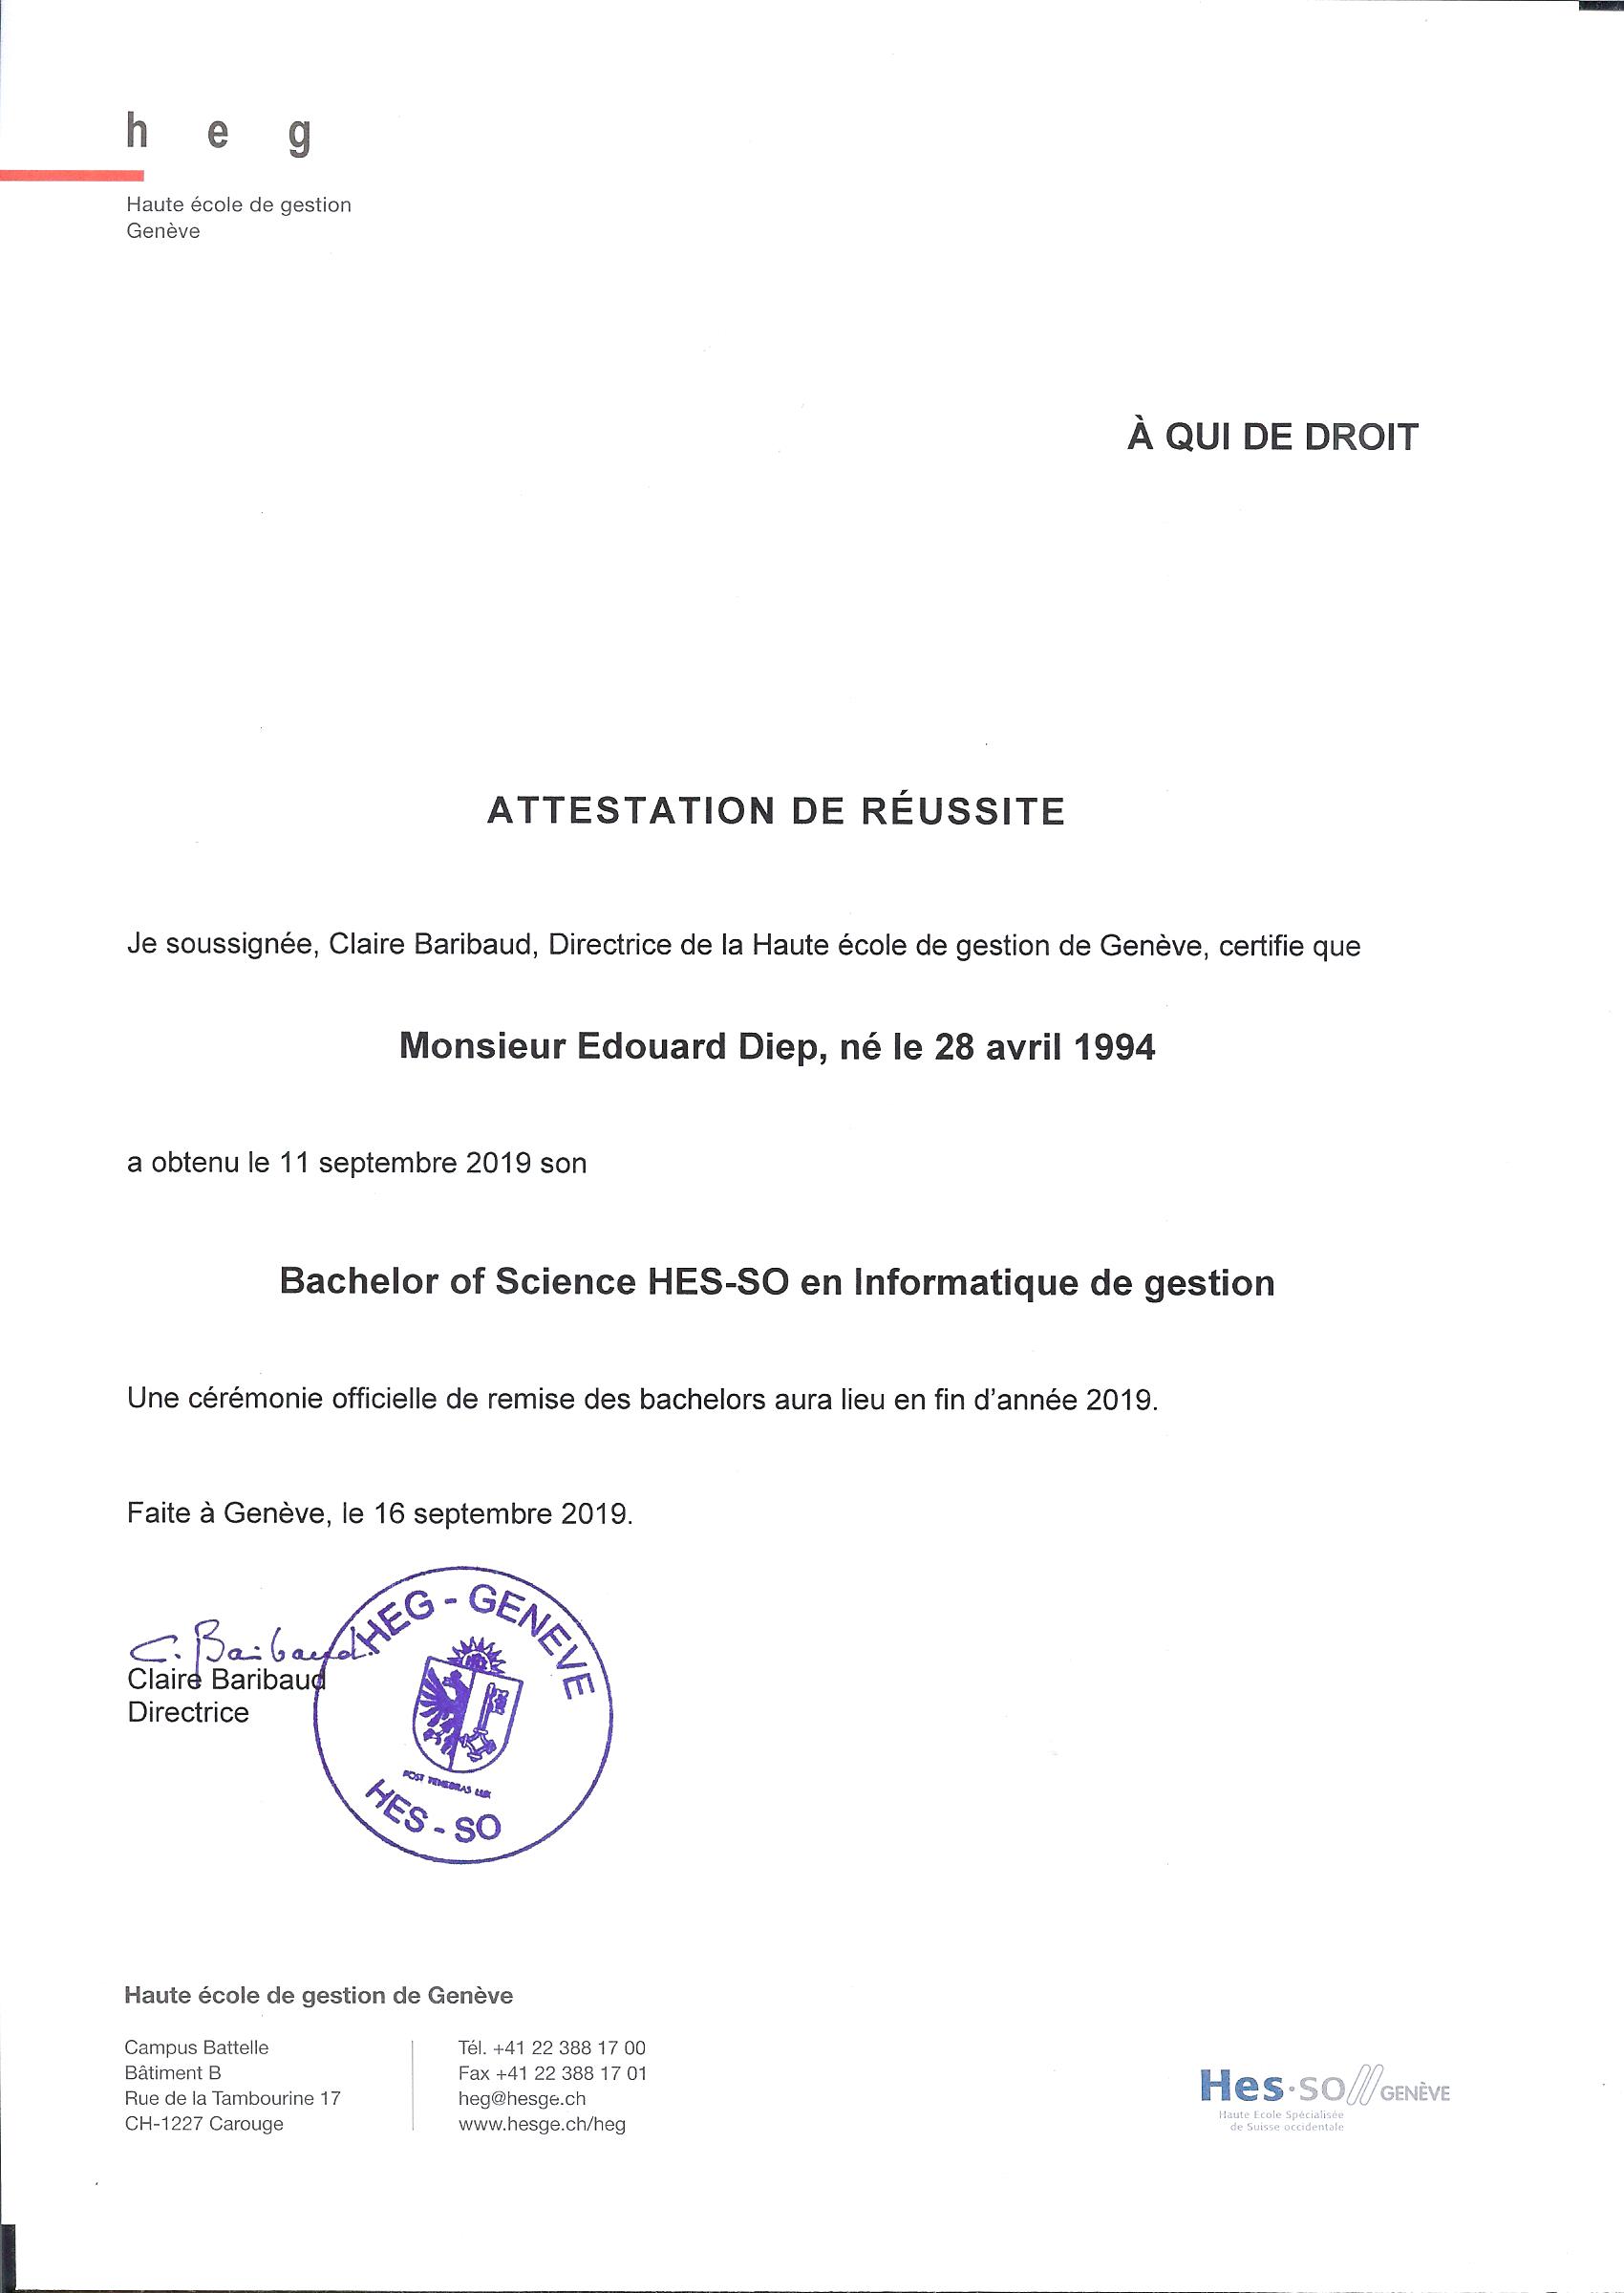 h e g
Haute école de gestion
Genève
À QUI DE DROIT
ATTESTATION DE RÉUSSITE
Je soussignée, Claire Baribaud, Directrice de la Haute école de gestion de Genève, certifie que
Monsieur Edouard Diep, né le 28 avril 1994
a obtenu le 11 septembre 2019 son
Bachelor of Science HES-SO en Informatique de gestion
Une cérémonie officielle de remise des bachelors aura lieu en fin d'année 2019.
Faite à Genève, le 16 septembre 2019.
C. Baribaud.
Claire Baribaud
Directrice
HEG - GENEVE
POST TENEBRAS LUX
HES - SO
Haute école de gestion de Genève
Campus Battelle
Bâtiment B
Rue de la Tambourine 17
CH-1227 Carouge
Tél. +41 22 388 17 00
Fax +41 22 388 17 01
heg@hesge.ch
www.hesge.ch/heg
Hes·so GENÈVE
Haute Ecole Spécialisée
de Suisse occidentale